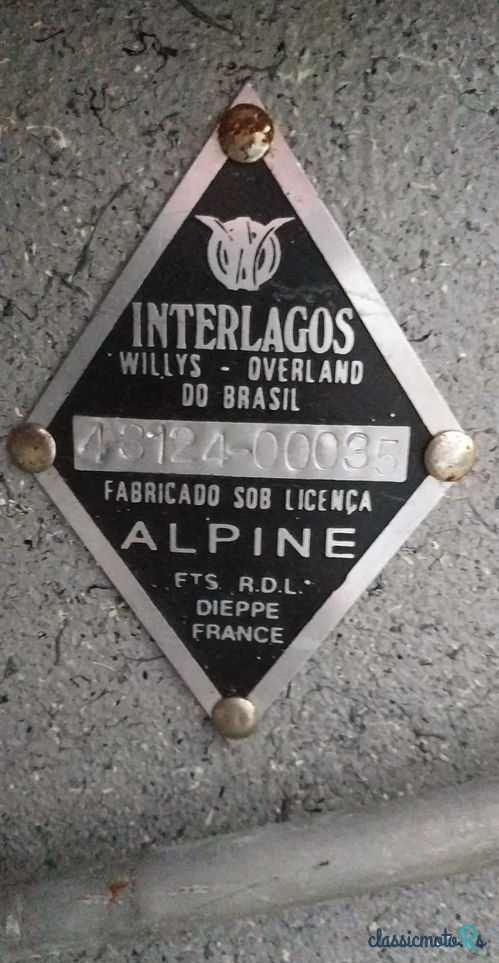 INTERLAGOS
WILLYS - OVERLAND
DO BRASIL
43124-00035
FABRICADO SOB LICENÇA
ALPINE
ETS R.D.L.
DIEPPE
FRANCE
classicmoto.rs